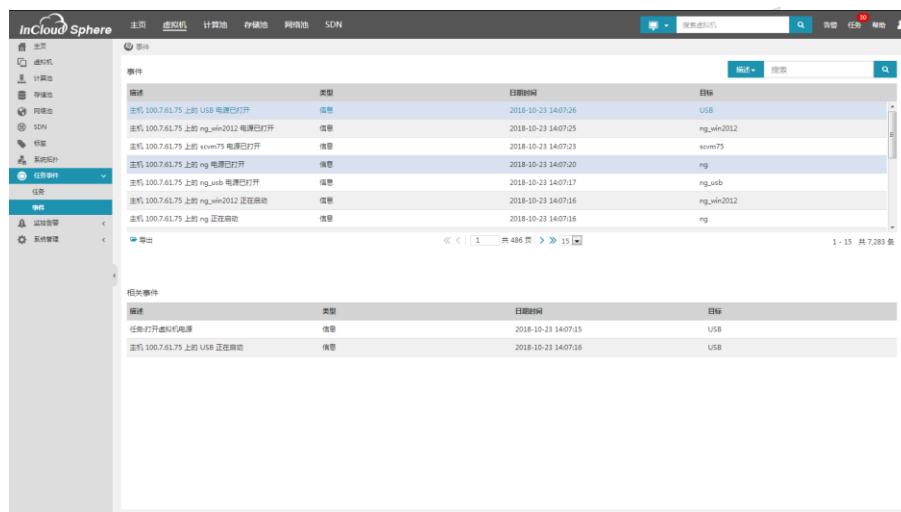 InCloud Sphere 主页 虚拟机 计算池 存储池 网络池 SDN 搜索虚拟机 告警 任务 30 帮助
主页
虚拟机
计算池
存储池
网络池
SDN
标签
系统拓扑
任务事件
任务
事件
监控告警
系统管理
事件
事件 描述 搜索
描述 类型 日期时间 目标
主机 100.7.61.75 上的 USB 电源已打开 信息 2018-10-23 14:07:26 USB
主机 100.7.61.75 上的 ng_win2012 电源已打开 信息 2018-10-23 14:07:25 ng_win2012
主机 100.7.61.75 上的 scvm75 电源已打开 信息 2018-10-23 14:07:23 scvm75
主机 100.7.61.75 上的 ng 电源已打开 信息 2018-10-23 14:07:20 ng
主机 100.7.61.75 上的 ng_usb 电源已打开 信息 2018-10-23 14:07:17 ng_usb
主机 100.7.61.75 上的 ng_win2012 正在启动 信息 2018-10-23 14:07:16 ng_win2012
主机 100.7.61.75 上的 ng 正在启动 信息 2018-10-23 14:07:16 ng
导出 1 共 486 页 15 1 - 15 共 7,283 条
相关事件
描述 类型 日期时间 目标
任务:打开虚拟机电源 信息 2018-10-23 14:07:15 USB
主机 100.7.61.75 上的 USB 正在启动 信息 2018-10-23 14:07:16 USB